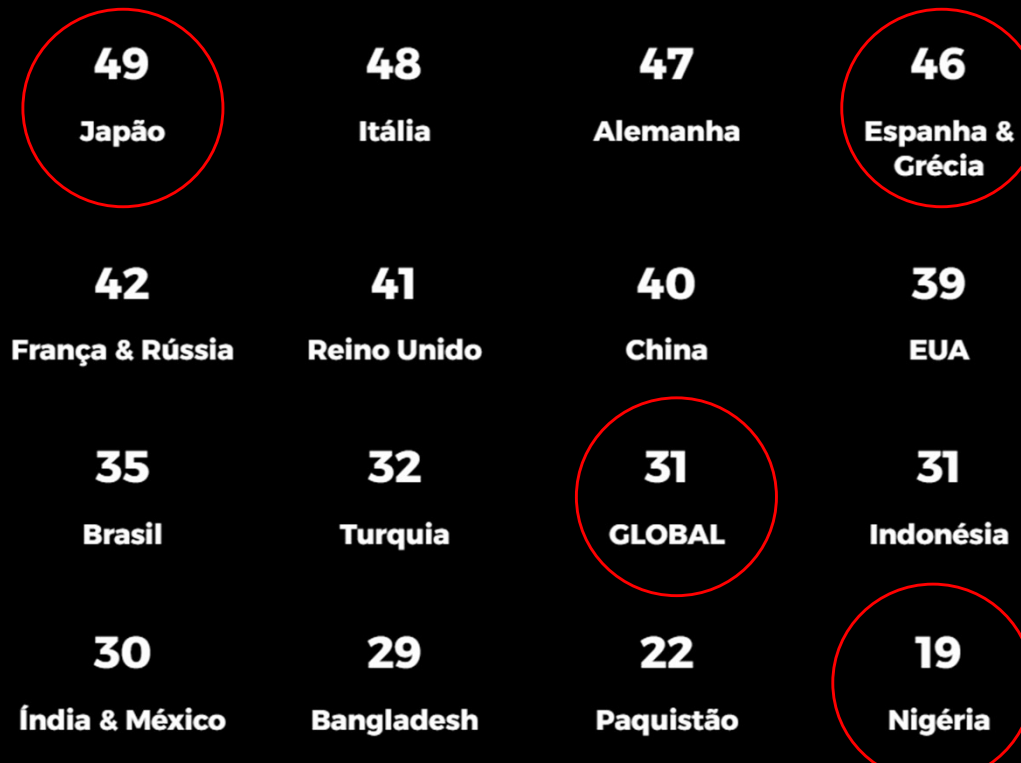 49
Japão
48
Itália
47
Alemanha
46
Espanha &
Grécia
42
França & Rússia
41
Reino Unido
40
China
39
EUA
35
Brasil
32
Turquia
31
GLOBAL
31
Indonésia
30
Índia & México
29
Bangladesh
22
Paquistão
19
Nigéria